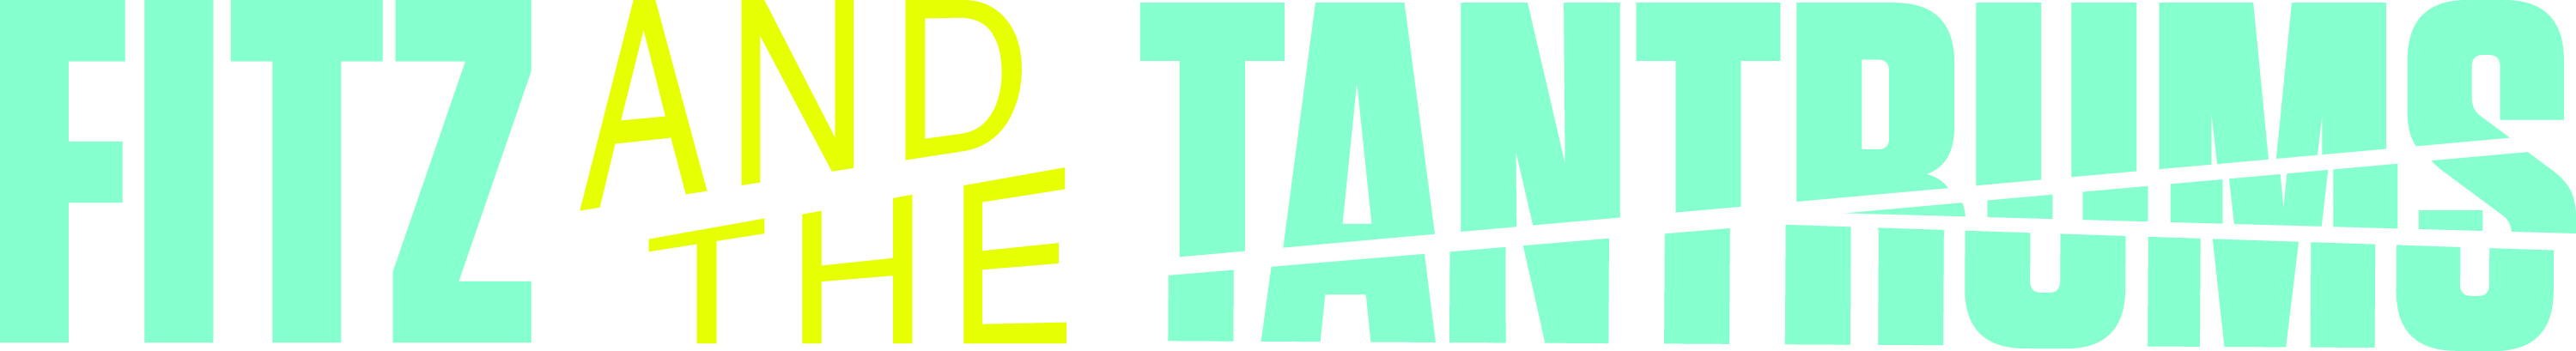 FITZ AND THE TANTRUMS